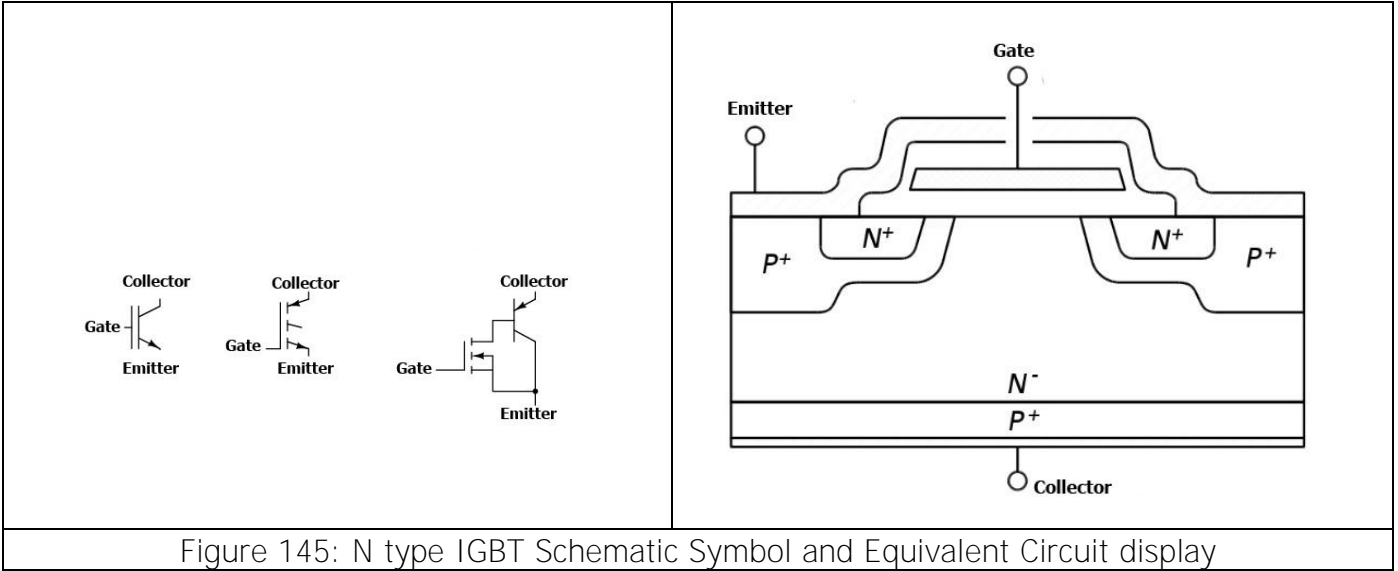 Collector
Gate
Emitter
Collector
Gate
Emitter
Collector
Gate
Emitter
Gate
Emitter
N+
N+
P+
P+
N-
P+
Collector
Figure 145: N type IGBT Schematic Symbol and Equivalent Circuit display